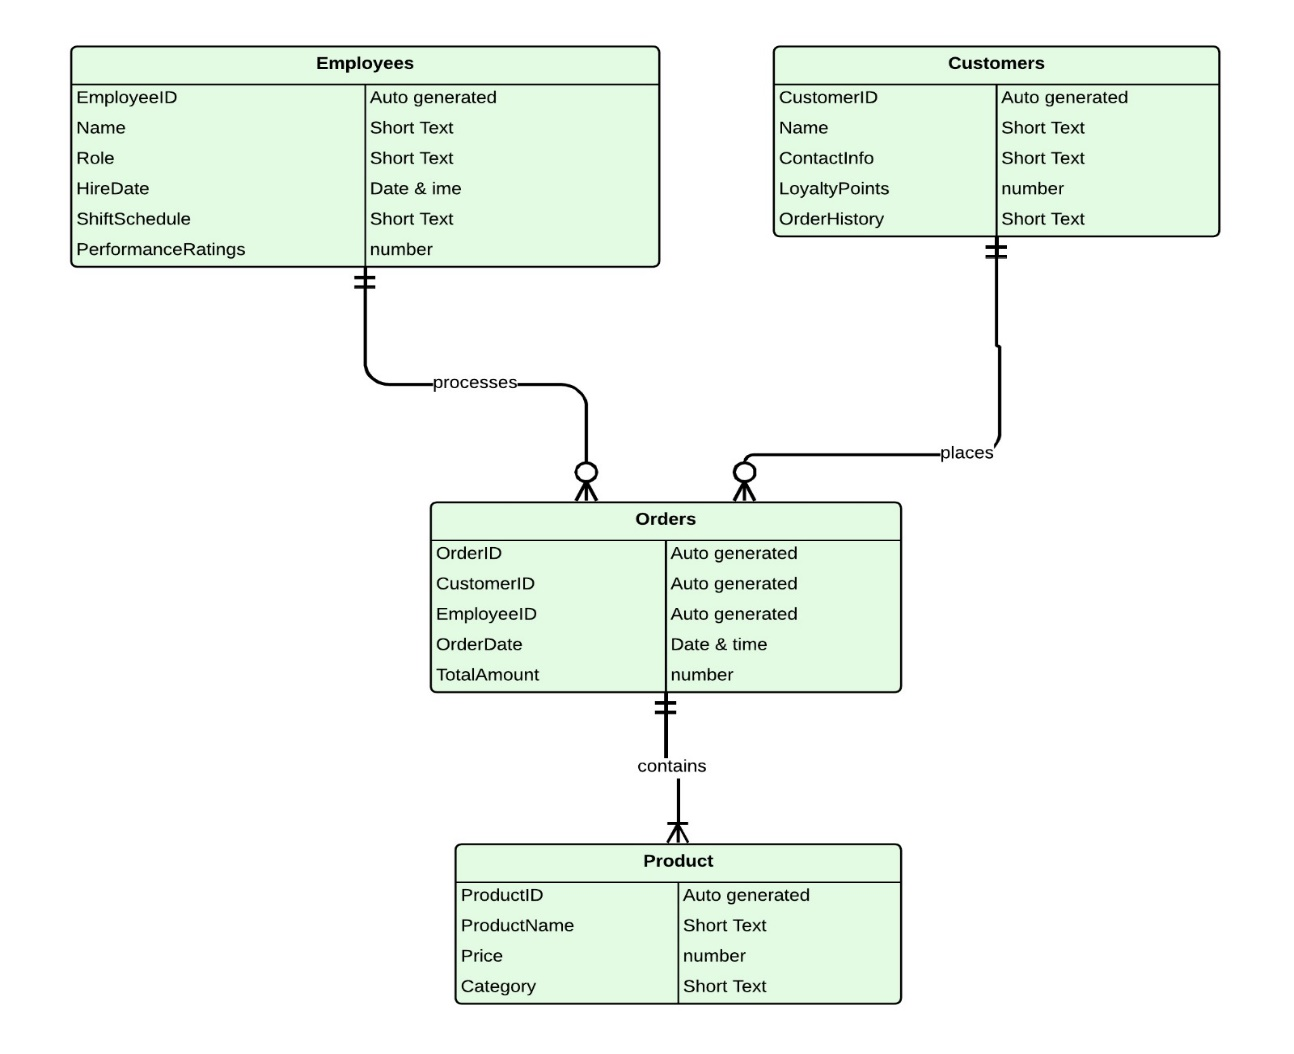 Employees
EmployeeID Auto generated
Name Short Text
Role Short Text
HireDate Date & ime
ShiftSchedule Short Text
PerformanceRatings number
Customers
CustomerID Auto generated
Name Short Text
ContactInfo Short Text
LoyaltyPoints number
OrderHistory Short Text
processes
places
Orders
OrderID Auto generated
CustomerID Auto generated
EmployeeID Auto generated
OrderDate Date & time
TotalAmount number
contains
Product
ProductID Auto generated
ProductName Short Text
Price number
Category Short Text